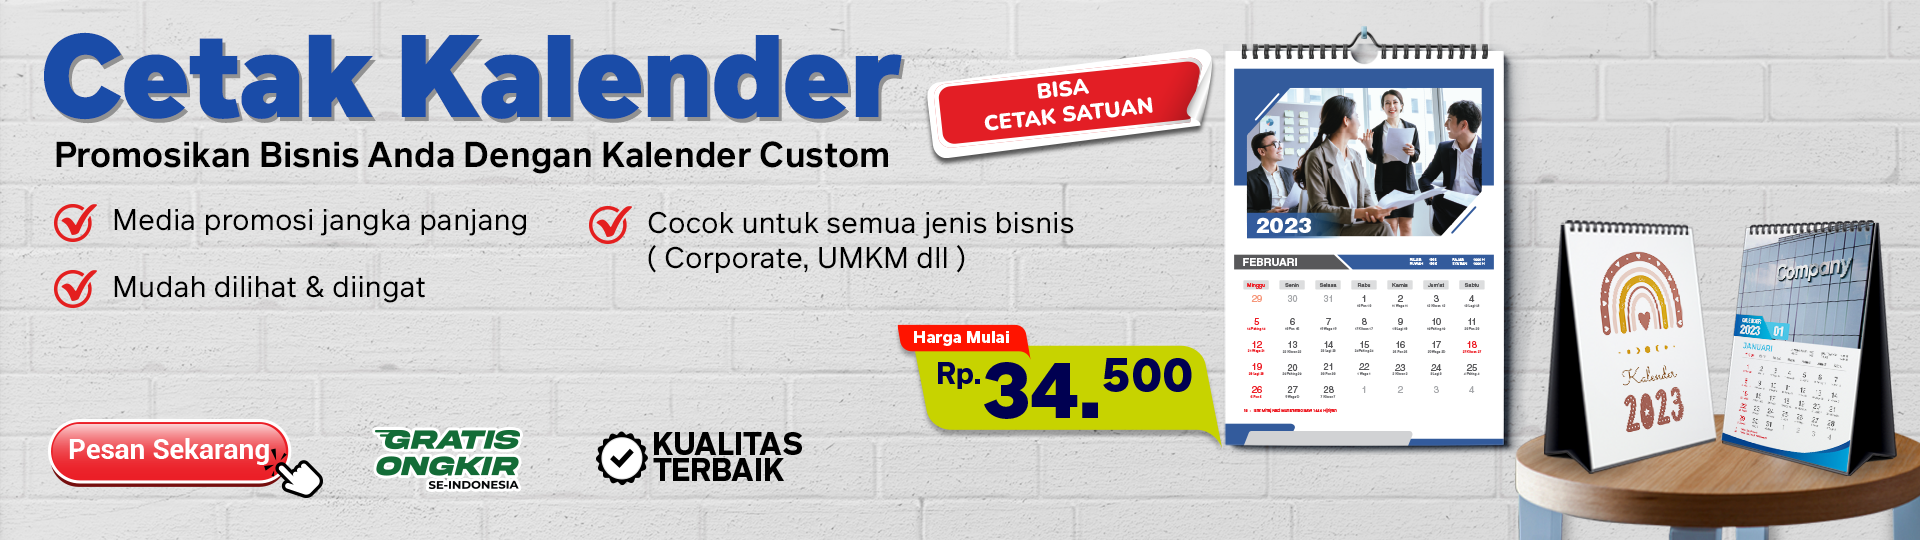 Cetak Kalender
Promosikan Bisnis Anda Dengan Kalender Custom
Media promosi jangka panjang
Mudah dilihat & diingat
Cocok untuk semua jenis bisnis
( Corporate, UMKM dll )
BISA
CETAK SATUAN
Harga Mulai
Rp.34.500
Pesan Sekarang
GRATIS
ONGKIR
SE-INDONESIA
KUALITAS
TERBAIK
2023
FEBRUARI
Minggu Senin Selasa Rabu Kamis Jum'at Sabtu
29 30 31 1 2 3 4
5 6 7 8 9 10 11
12 13 14 15 16 17 18
19 20 21 22 23 24 25
26 27 28 1 2 3 4
Kalender
2023
Company
KALENDER
2023 01
JANUARI